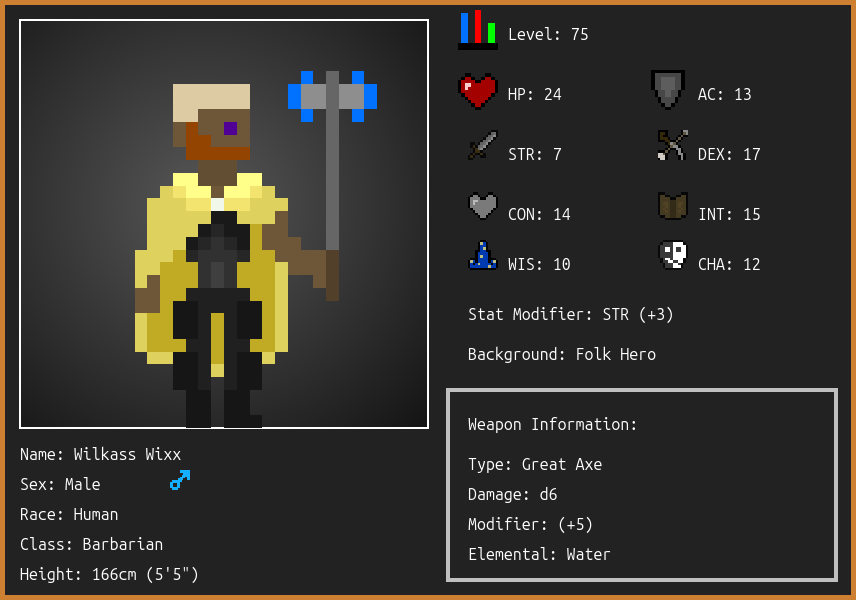 Level: 75
HP: 24
AC: 13
STR: 7
DEX: 17
CON: 14
INT: 15
WIS: 10
CHA: 12
Stat Modifier: STR (+3)
Background: Folk Hero
Weapon Information:
Type: Great Axe
Damage: d6
Modifier: (+5)
Elemental: Water
Name: Wilkass Wixx
Sex: Male
Race: Human
Class: Barbarian
Height: 166cm (5'5")